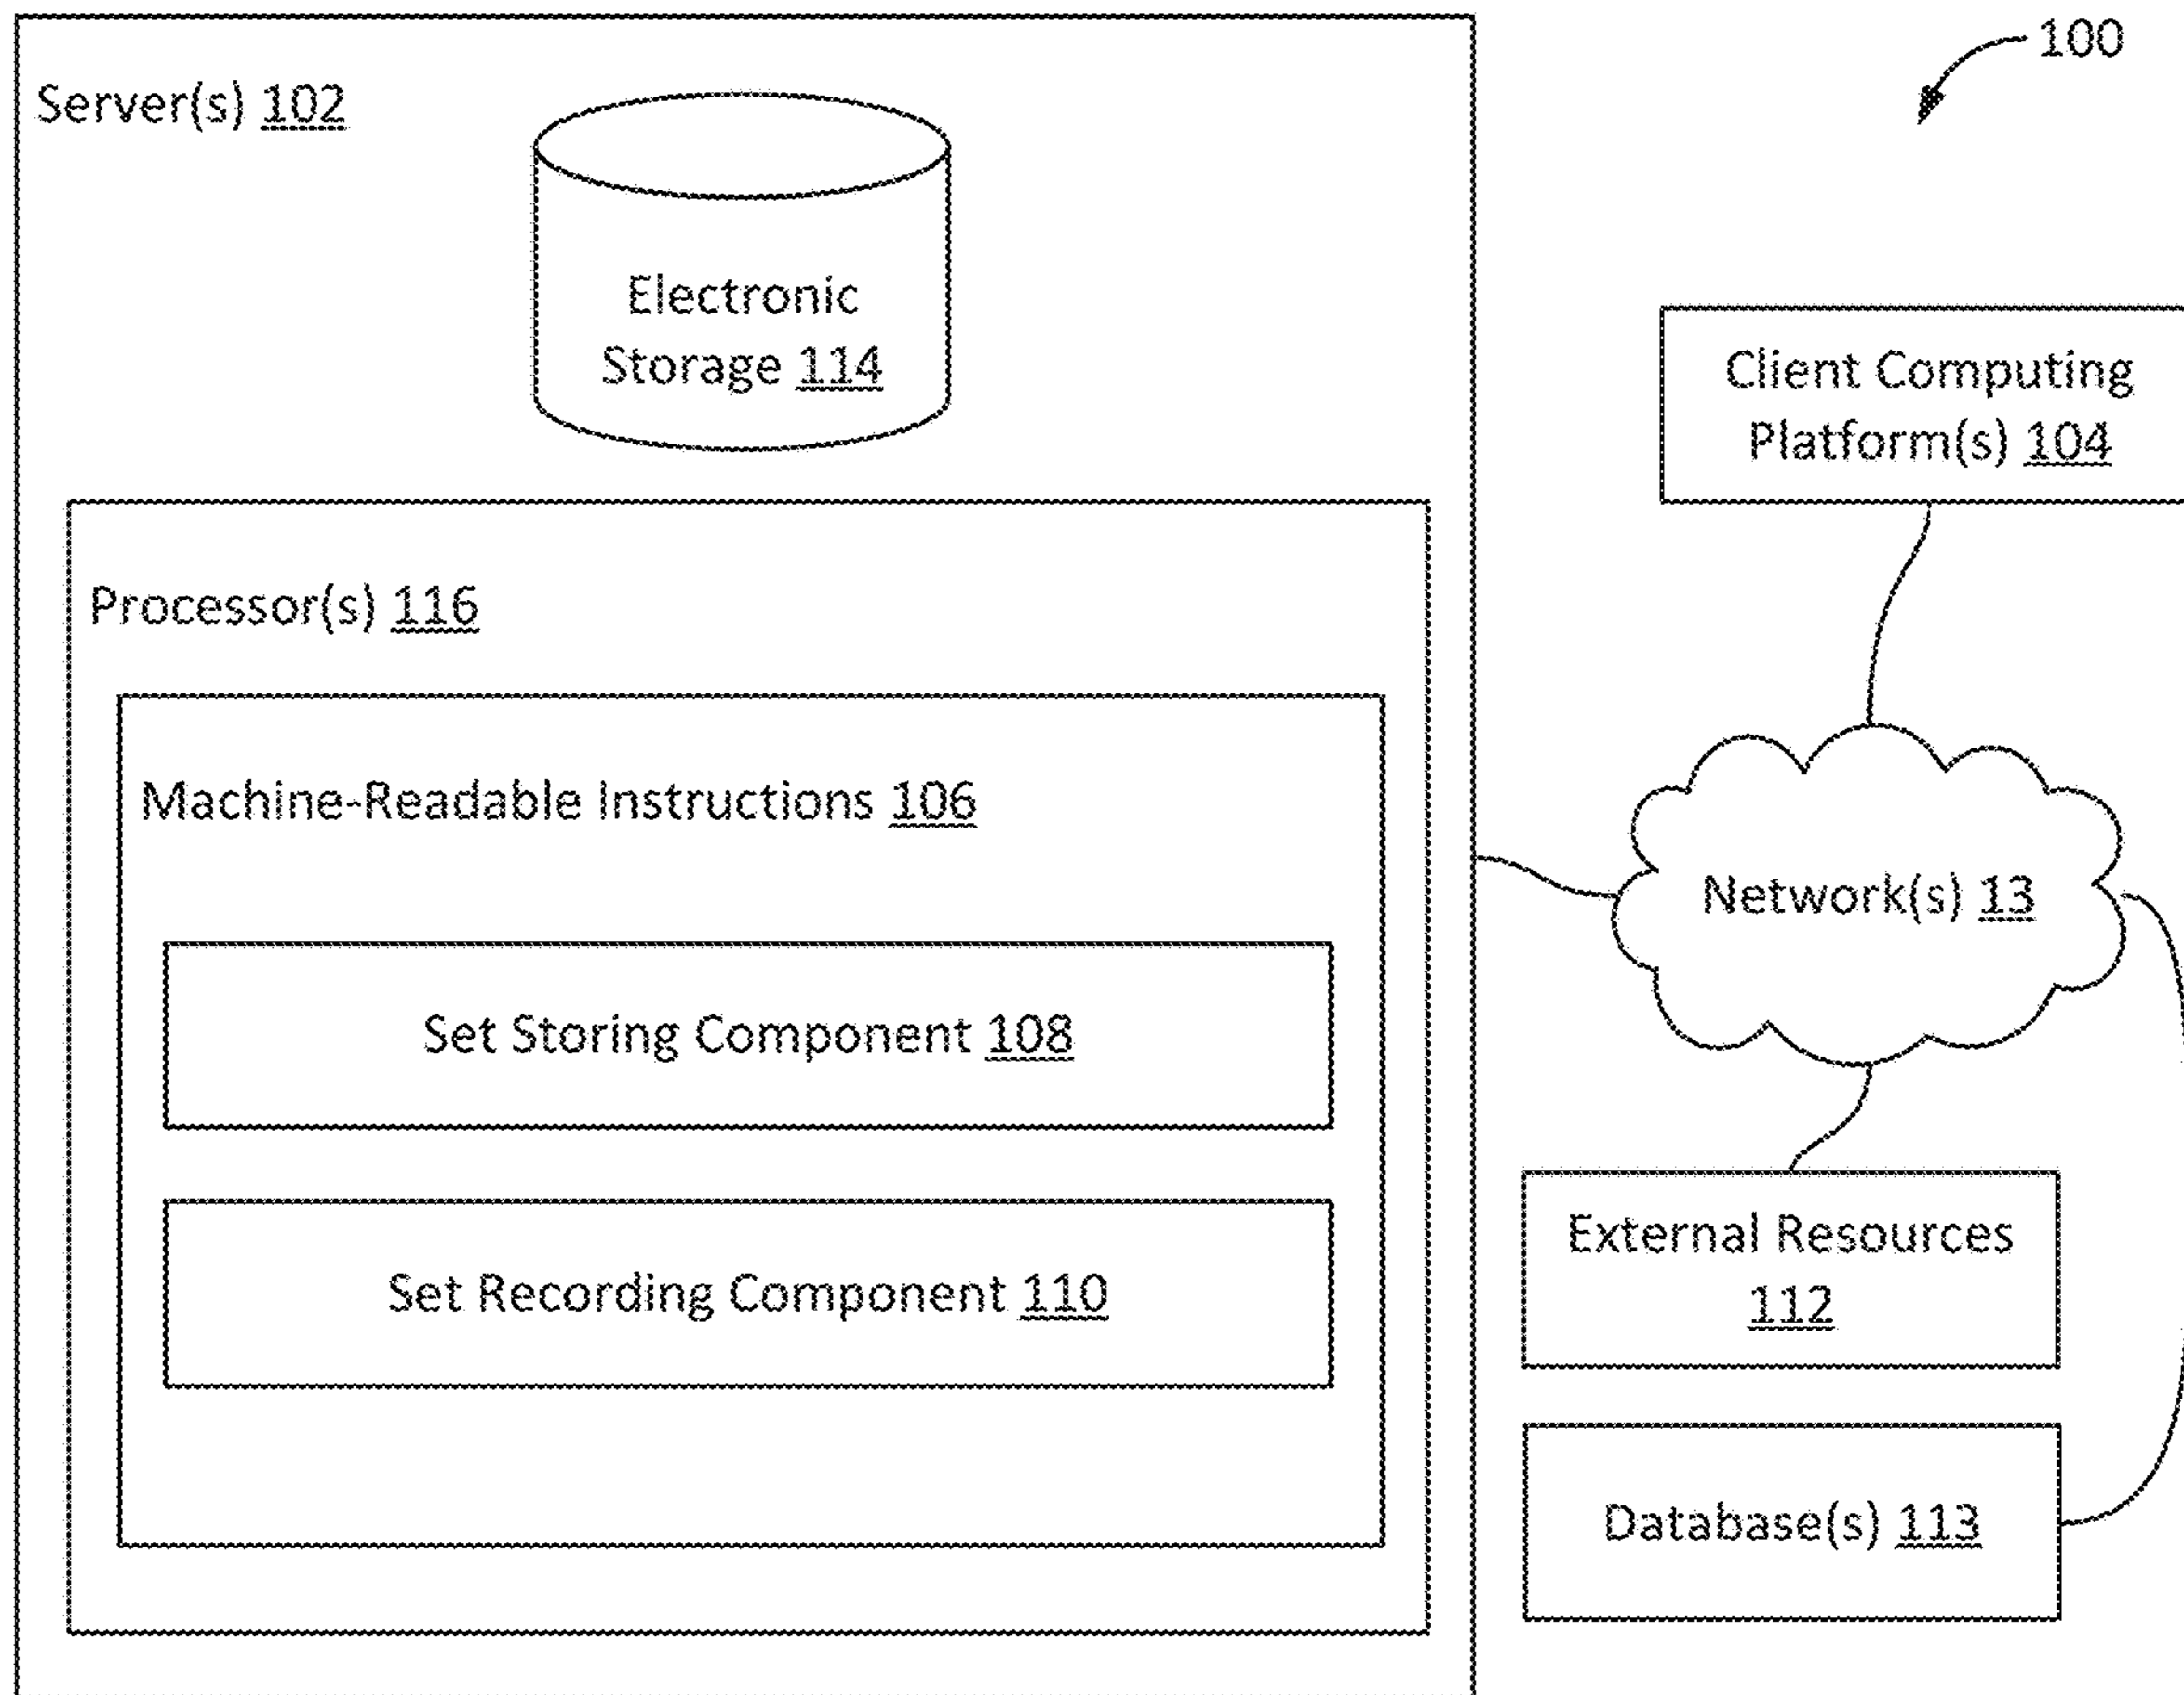 100
Server(s) 102
Electronic
Storage 114
Client Computing
Platform(s) 104
Processor(s) 116
Machine-Readable Instructions 106
Network(s) 13
Set Storing Component 108
External Resources
112
Set Recording Component 110
Database(s) 113